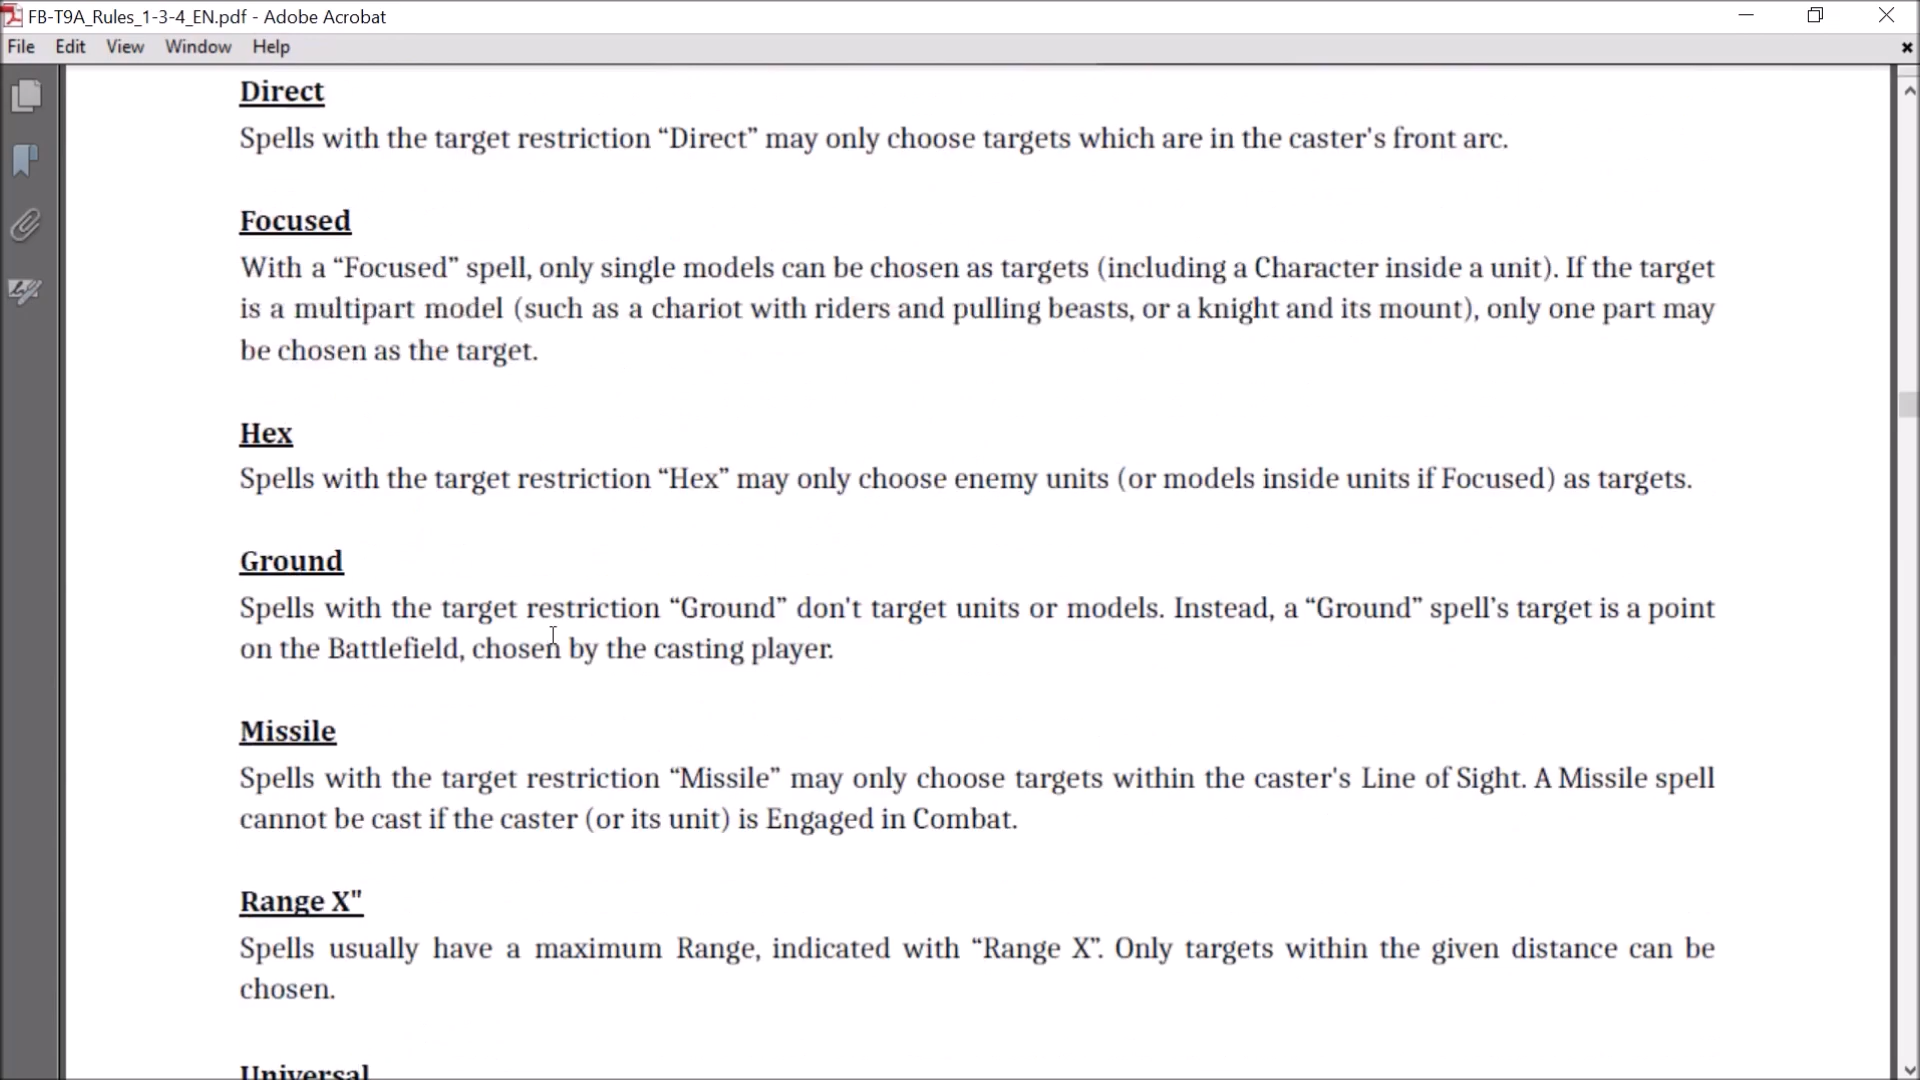 FB-T9A_Rules_1-3-4_EN.pdf - Adobe Acrobat
File Edit View Window Help
Direct
Spells with the target restriction “Direct” may only choose targets which are in the caster's front arc.
Focused
With a “Focused” spell, only single models can be chosen as targets (including a Character inside a unit). If the target
is a multipart model (such as a chariot with riders and pulling beasts, or a knight and its mount), only one part may
be chosen as the target.
Hex
Spells with the target restriction “Hex” may only choose enemy units (or models inside units if Focused) as targets.
Ground
Spells with the target restriction “Ground” don't target units or models. Instead, a “Ground” spell’s target is a point
on the Battlefield, chosen by the casting player.
Missile
Spells with the target restriction “Missile” may only choose targets within the caster's Line of Sight. A Missile spell
cannot be cast if the caster (or its unit) is Engaged in Combat.
Range X"
Spells usually have a maximum Range, indicated with “Range X”. Only targets within the given distance can be
chosen.
Universal